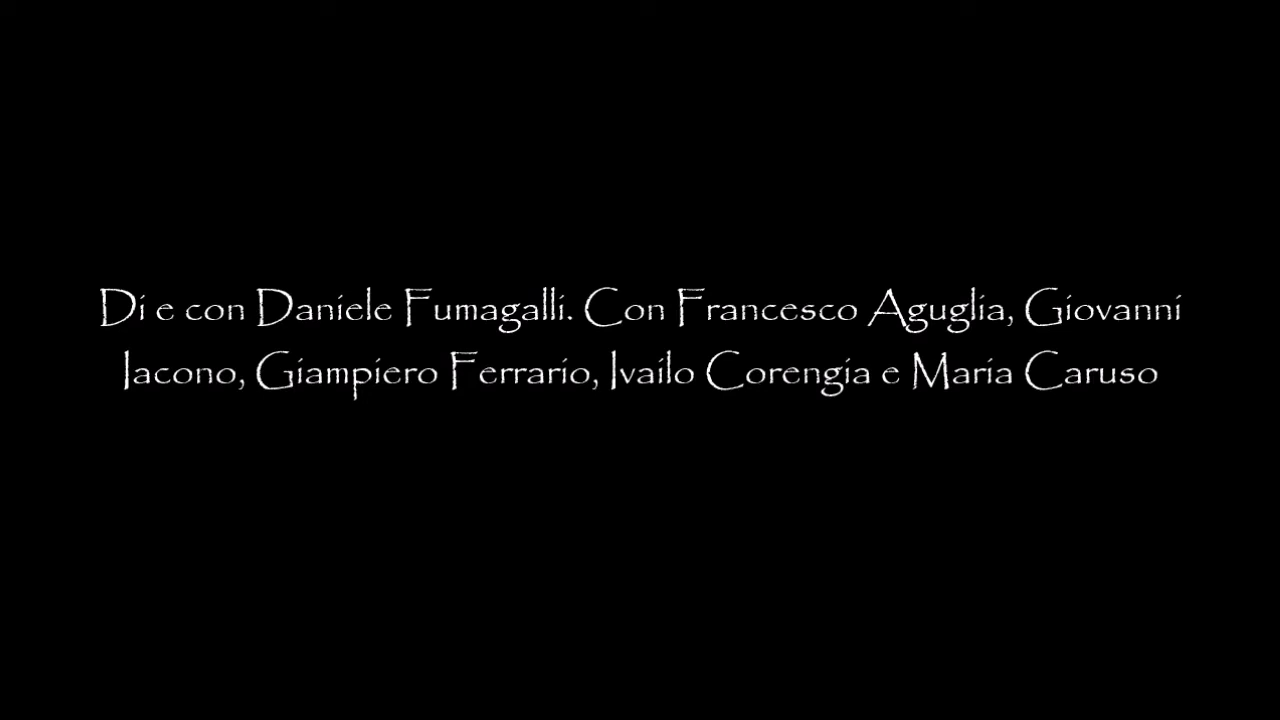 Di e con Daniele Fumagalli. Con Francesco Aguglia, Giovanni
Iacono, Giampiero Ferrario, Ivailo Corengia e Maria Caruso